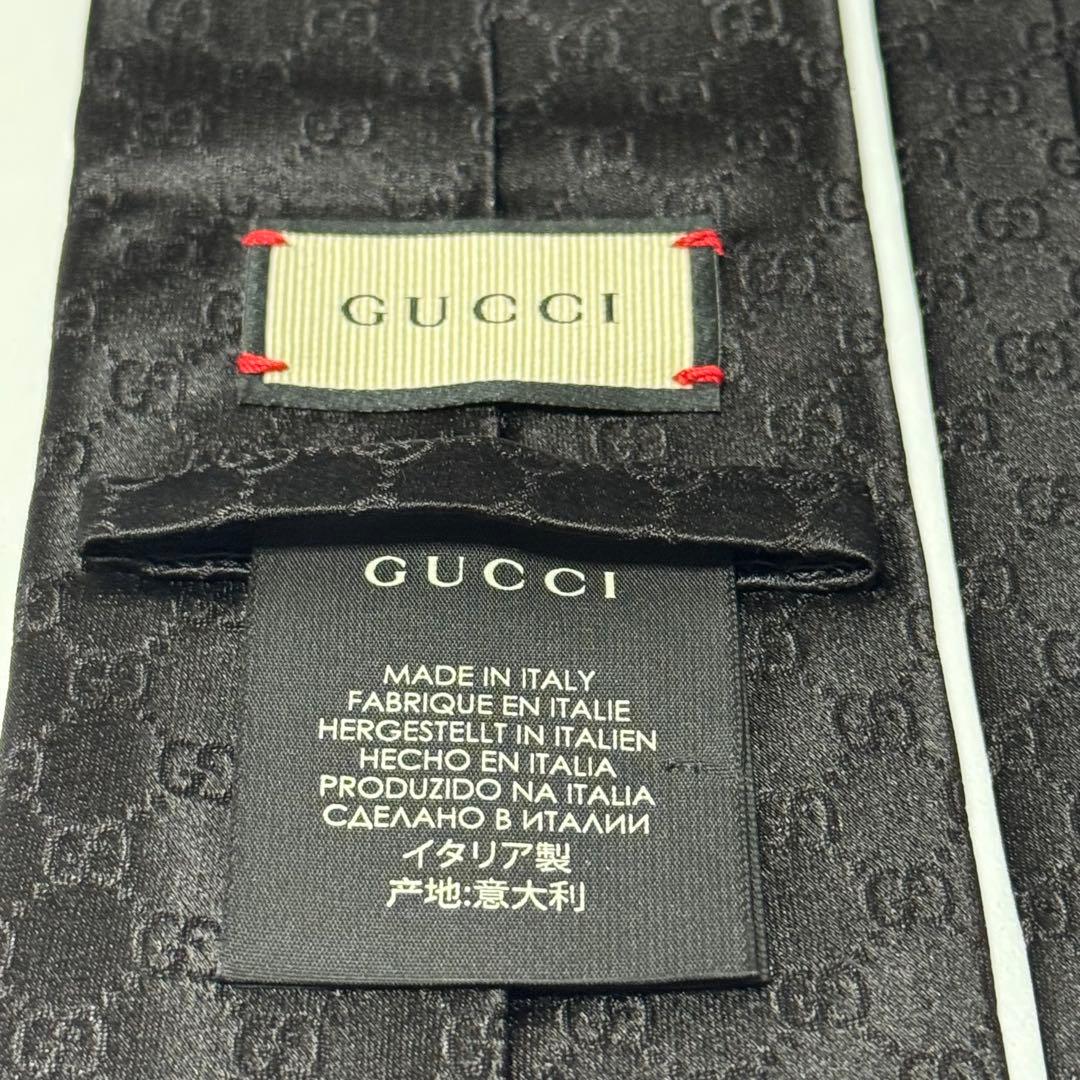 GUCCI
GUCCI
MADE IN ITALY
FABRIQUE EN ITALIE
HERGESTELLT IN ITALIEN
HECHO EN ITALIA
PRODUZIDO NA ITALIA
СДЕЛАНО В ИТАЛИИ
イタリア製
产地:意大利